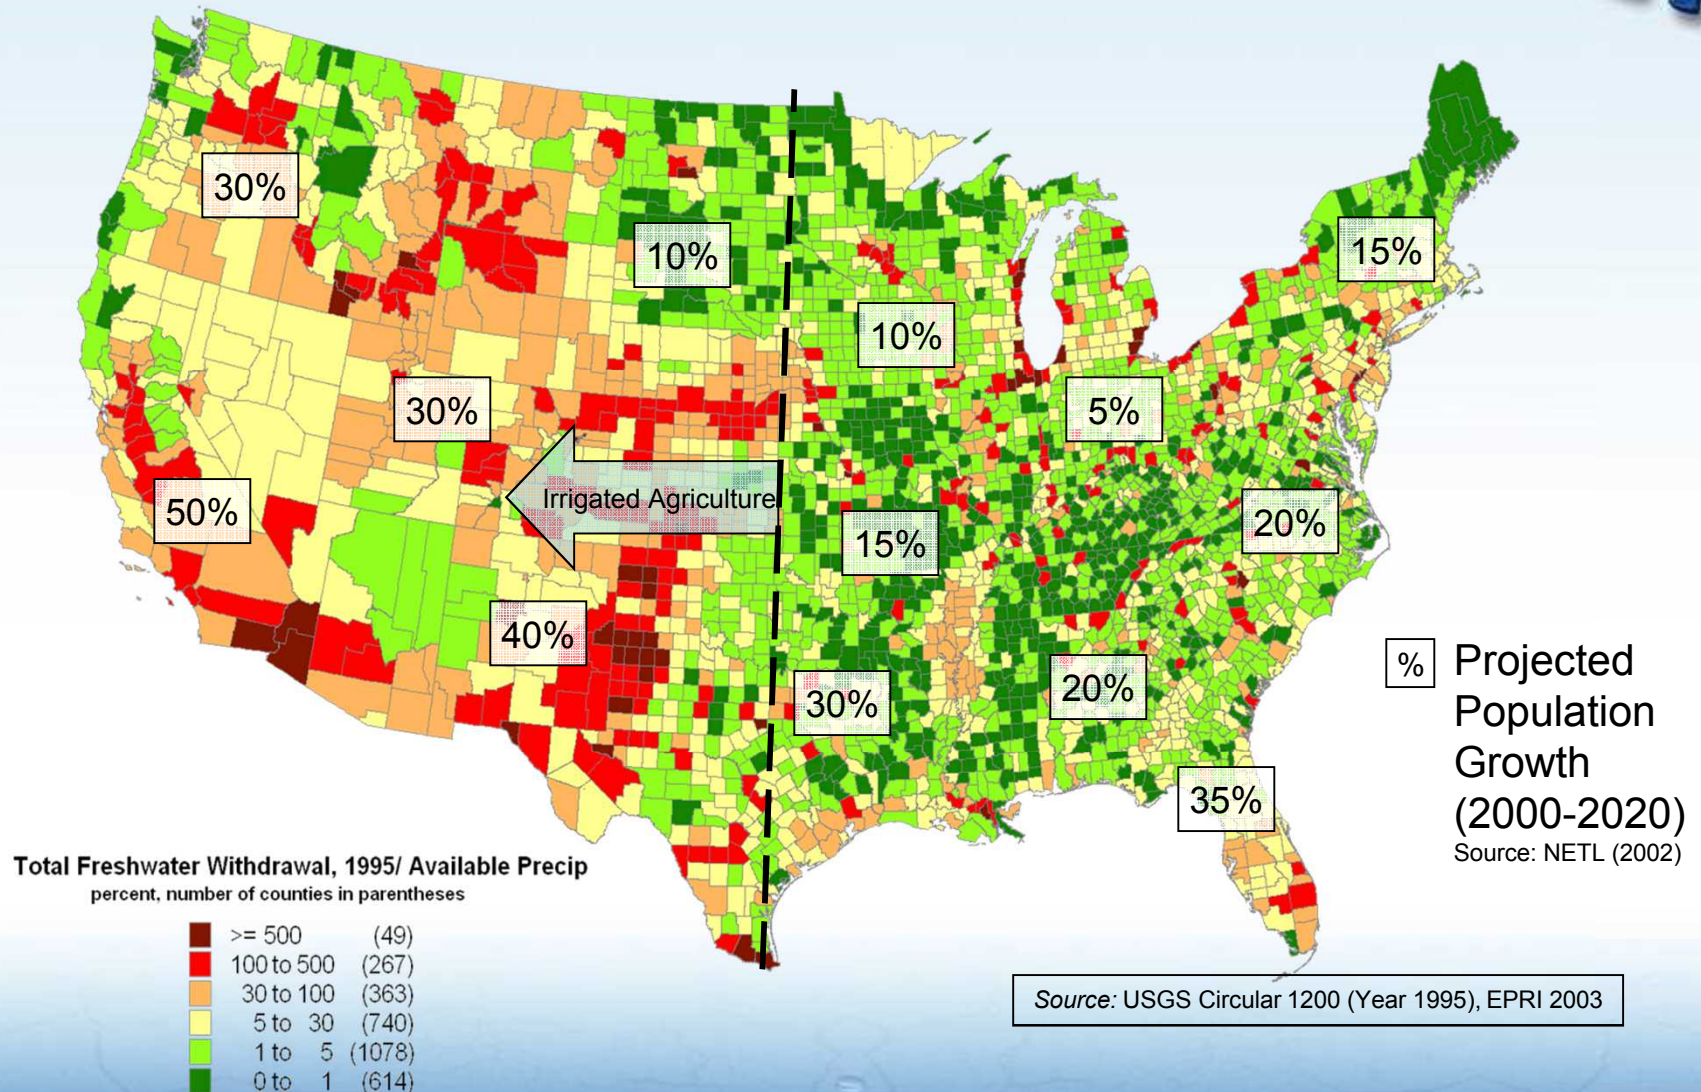 30%
10%
15%
10%
30%
5%
50%
Irrigated Agriculture
20%
15%
40%
30%
20%
35%
% Projected
Population
Growth
(2000-2020)
Source: NETL (2002)
Total Freshwater Withdrawal, 1995/ Available Precip
percent, number of counties in parentheses
>= 500 (49)
100 to 500 (267)
30 to 100 (363)
5 to 30 (740)
1 to 5 (1078)
0 to 1 (614)
Source: USGS Circular 1200 (Year 1995), EPRI 2003